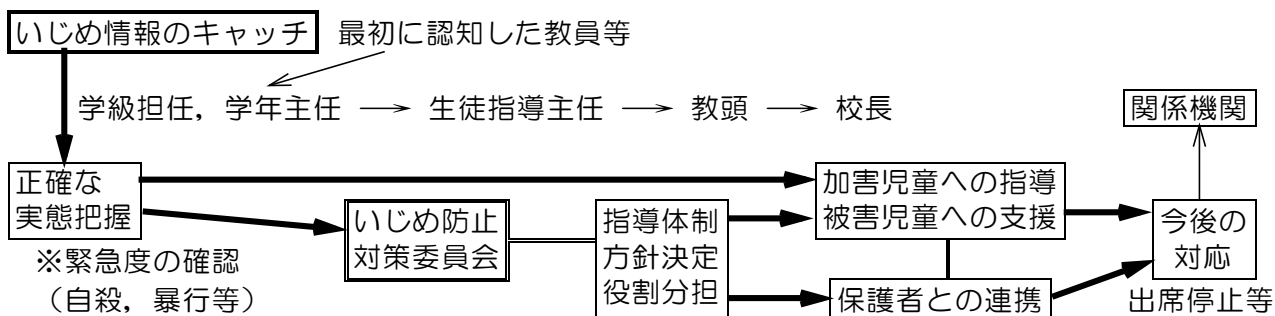 いじめ情報のキャッチ 最初に認知した教員等
学級担任，学年主任 → 生徒指導主任 → 教頭 → 校長
関係機関
正確な
実態把握
※緊急度の確認
（自殺，暴行等）
いじめ防止
対策委員会
指導体制
方針決定
役割分担
加害児童への指導
被害児童への支援
保護者との連携
今後の
対応
出席停止等